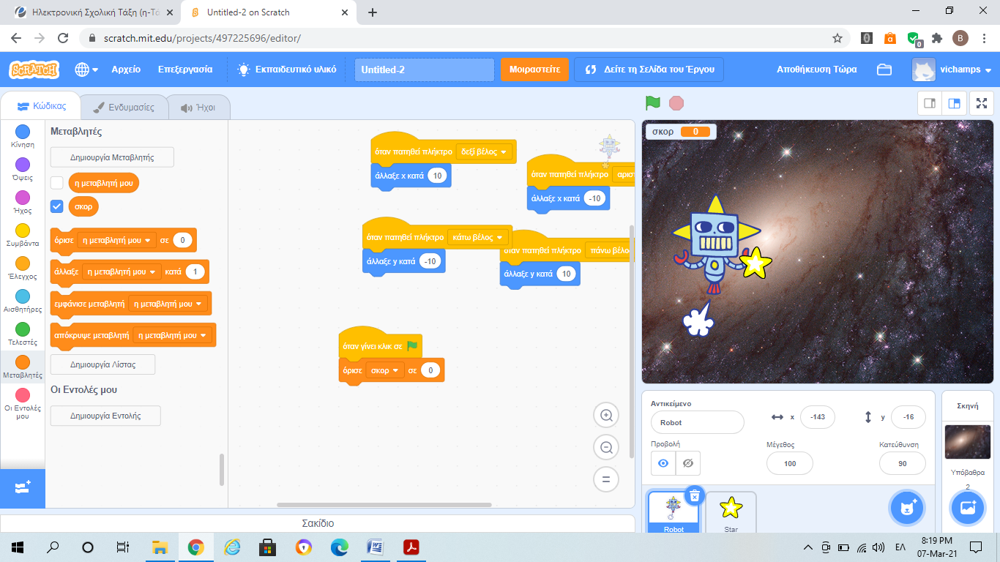 Ηλεκτρονική Σχολική Τάξη (η-Τά
Untitled-2 on Scratch
scratch.mit.edu/projects/497225696/editor/
0
B
SCRATCH
Αρχείο
Επεξεργασία
Εκπαιδευτικό υλικό
Untitled-2
Μοιραστείτε
Δείτε τη Σελίδα του Έργου
Αποθήκευση Τώρα
vichamps
Κώδικας
Ενδυμασίες
Ήχοι
Κίνηση
Όψεις
Ήχος
Συμβάντα
Έλεγχος
Αισθητήρες
Τελεστές
Μεταβλητές
Οι Εντολές
μου
Μεταβλητές
Δημιουργία Μεταβλητής
η μεταβλητή μου
σκορ
όρισε η μεταβλητή μου σε 0
άλλαξε η μεταβλητή μου κατά 1
εμφάνισε μεταβλητή η μεταβλητή μου
απόκρυψε μεταβλητή η μεταβλητή μου
Δημιουργία Λίστας
Οι Εντολές μου
Δημιουργία Εντολής
όταν πατηθεί πλήκτρο δεξί βέλος
άλλαξε x κατά 10
όταν πατηθεί πλήκτρο αριστ
άλλαξε x κατά -10
όταν πατηθεί πλήκτρο κάτω βέλος
άλλαξε y κατά -10
όταν πατηθεί πλήκτρο πάνω βέλο
άλλαξε y κατά 10
όταν γίνει κλικ σε
όρισε σκορ σε 0
Σακίδιο
σκορ 0
Αντικείμενο
Robot
x -143
y -16
Προβολή
Μέγεθος
100
Κατεύθυνση
90
Robot
Star
Σκηνή
Υπόβαθρα
2
ΕΛ
8:19 PM
07-Mar-21